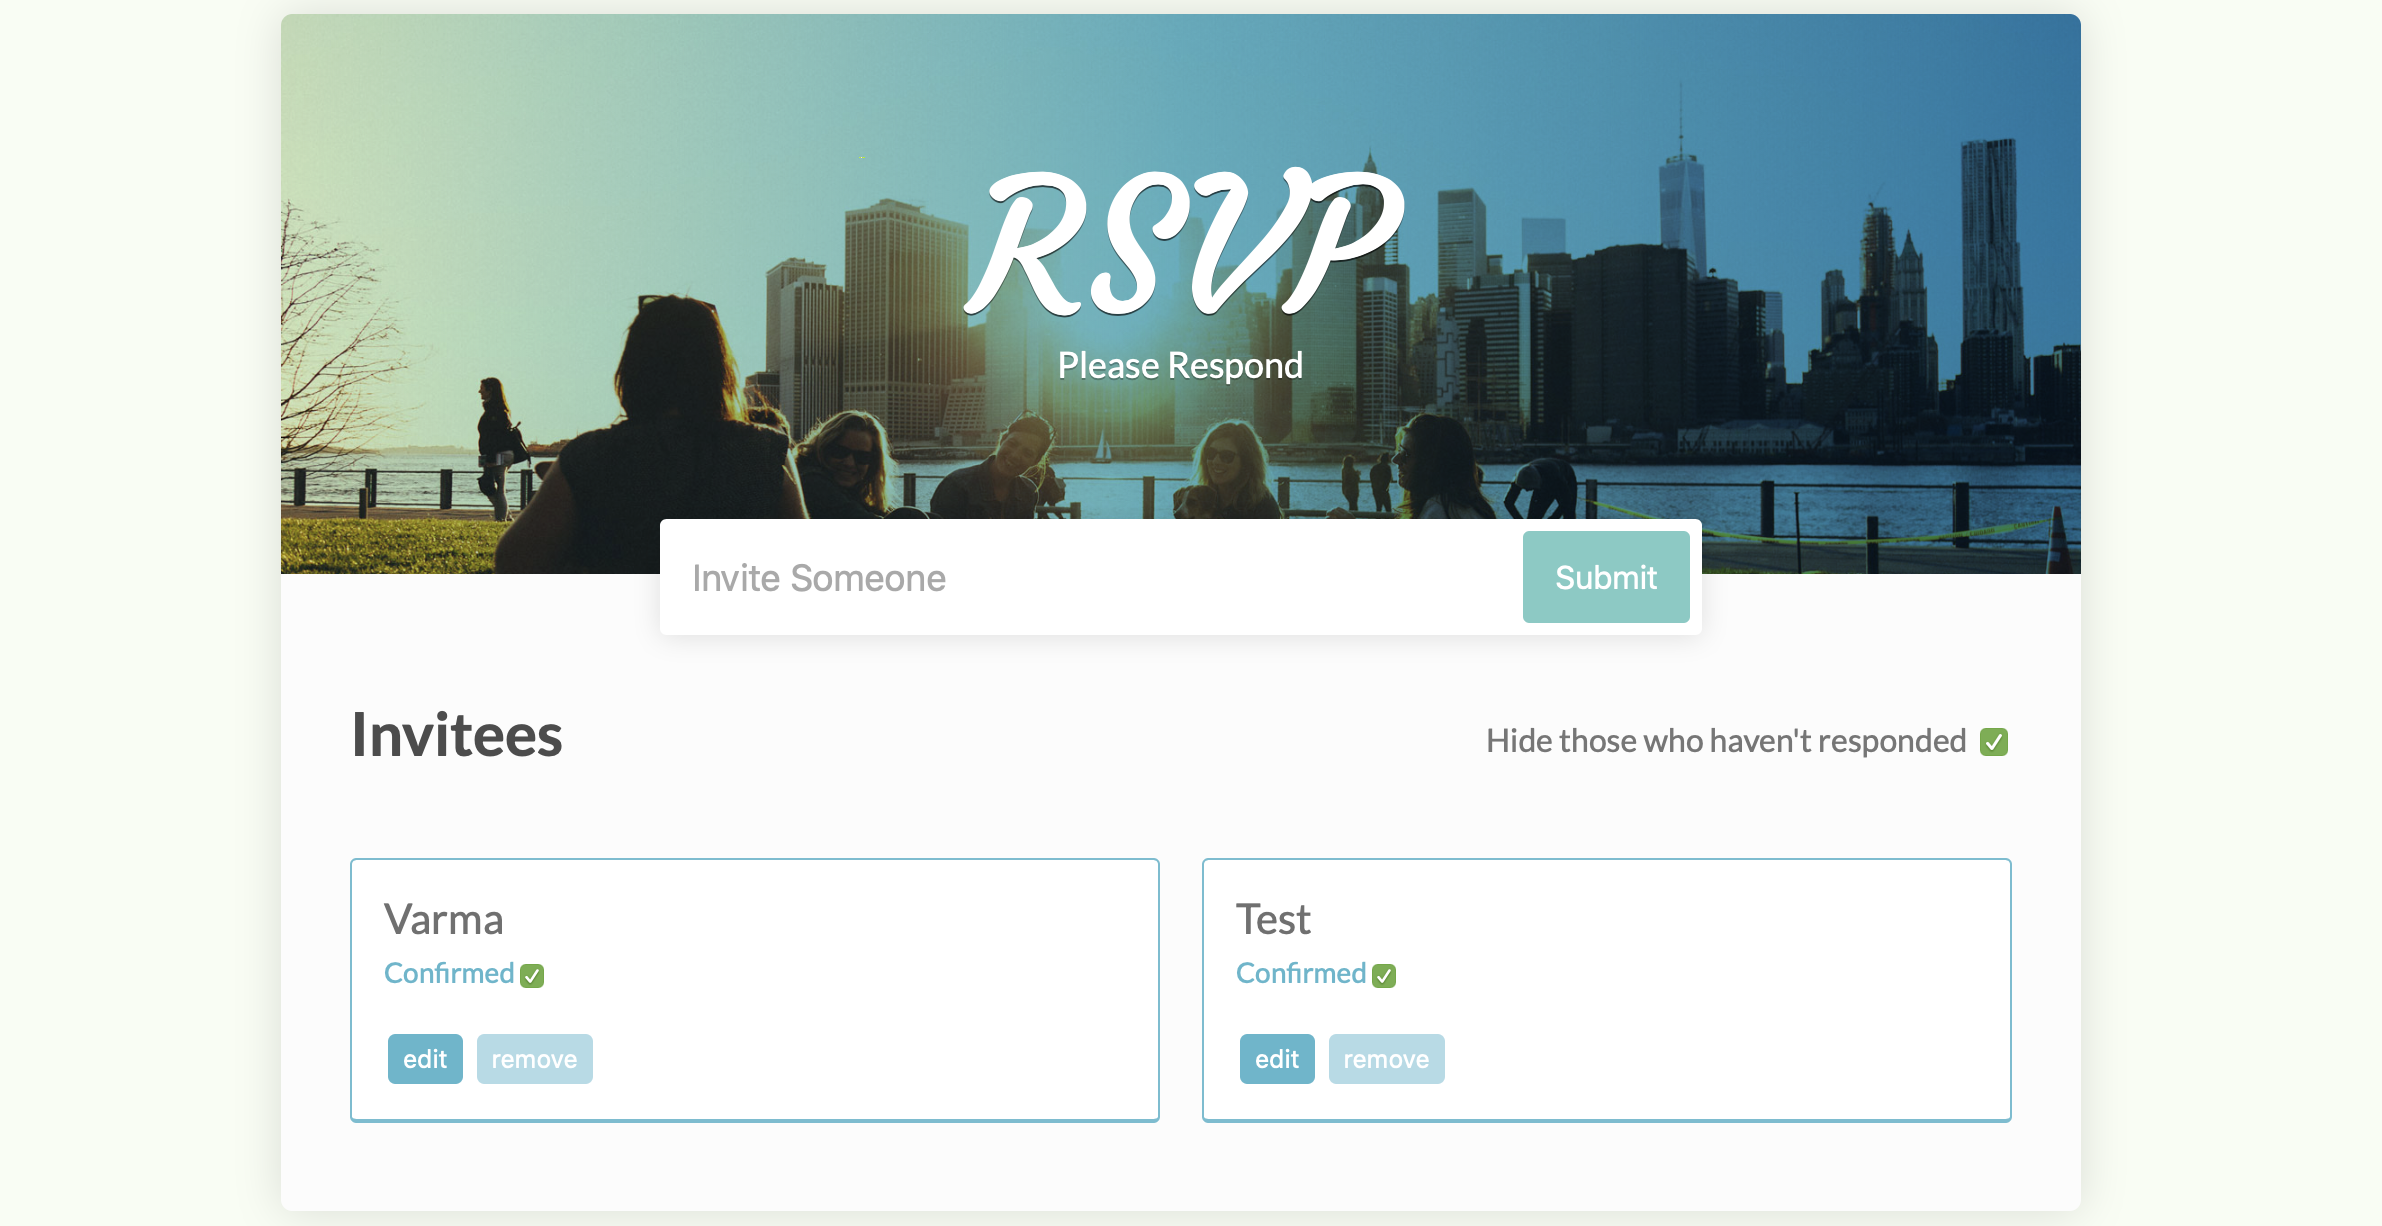 RSVP
Please Respond
Invite Someone
Submit
Invitees
Hide those who haven't responded ✅
Varma
Confirmed ✅
edit remove
Test
Confirmed ✅
edit remove